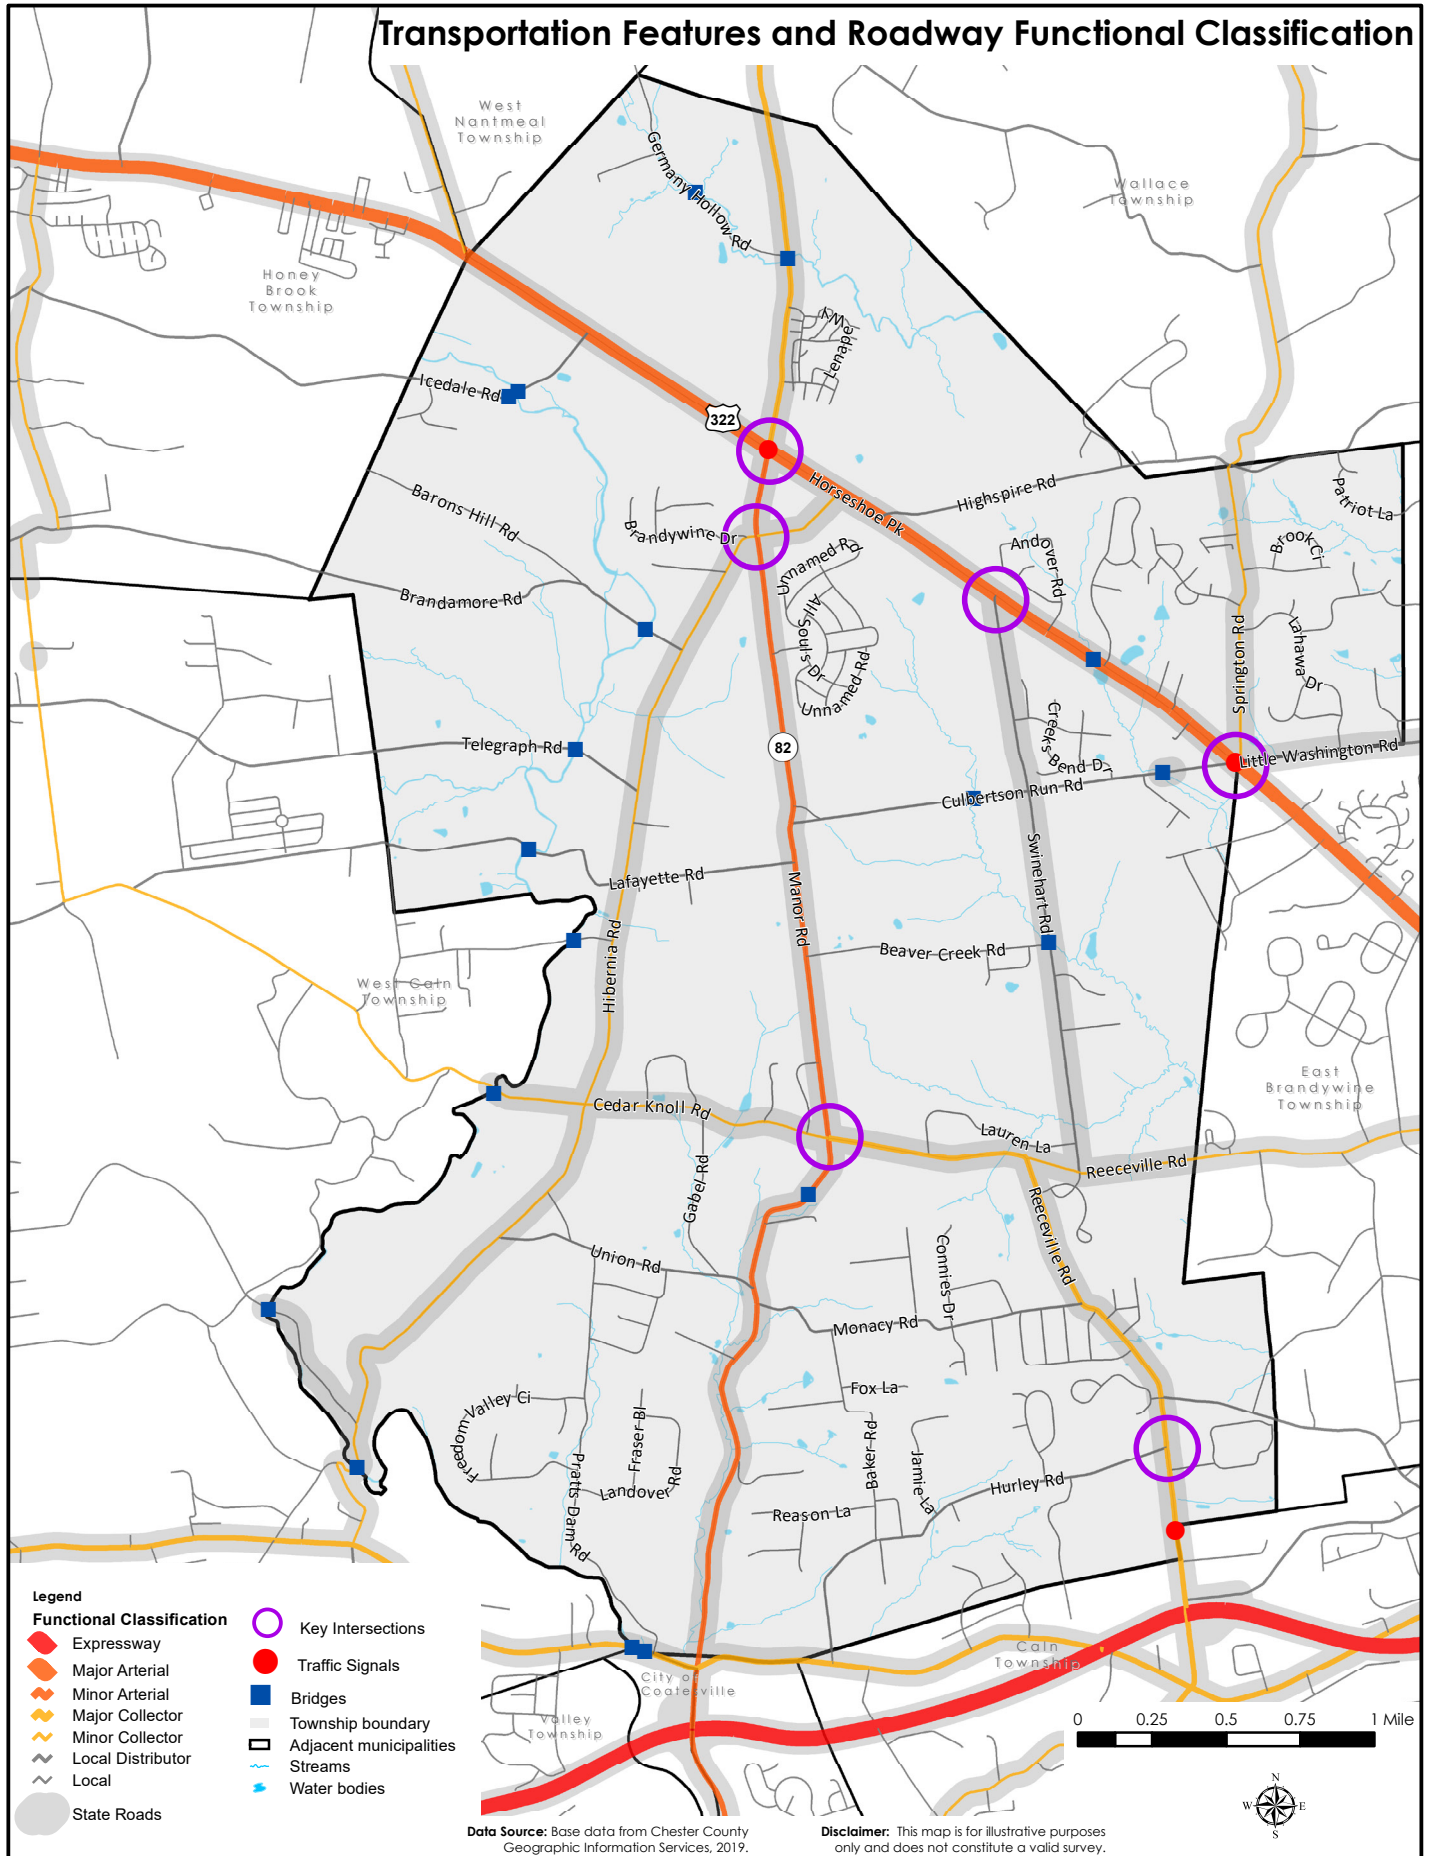 Transportation Features and Roadway Functional Classification
West
Nantmeal
Township
Wallace
Township
Germany Hollow Rd
Honey
Brook
Township
Lenape
Wy
Icedale Rd
322
Horseshoe Pk
Highspire Rd
Patriot La
Barons Hill Rd
Brandywine Dr
Unnamed Rd
Andover Rd
Brook Ci
Brandamore Rd
All Souls Dr
Springton Rd
Lahawa Dr
Unnamed Rd
Telegraph Rd
82
Creeks Bend Dr
Little Washington Rd
Culbertson Run Rd
Swinehart Rd
Lafayette Rd
Manor Rd
Hibernia Rd
Beaver Creek Rd
West Caln
Township
East
Brandywine
Township
Cedar Knoll Rd
Lauren La
Reeceville Rd
Gabel Rd
Reeceville Rd
Union Rd
Connies Dr
Monacy Rd
Fox La
Freedom Valley Ci
Fraser Bl
Baker Rd
Jamie La
Pratts Dam Rd
Landover Rd
Hurley Rd
Reason La
Caln
Township
City of
Coatesville
Valley
Township
Legend
Functional Classification
Expressway
Major Arterial
Minor Arterial
Major Collector
Minor Collector
Local Distributor
Local
State Roads
Key Intersections
Traffic Signals
Bridges
Township boundary
Adjacent municipalities
Streams
Water bodies
0 0.25 0.5 0.75 1 Mile
N
W E
S
Data Source: Base data from Chester County
Geographic Information Services, 2019.
Disclaimer: This map is for illustrative purposes
only and does not constitute a valid survey.